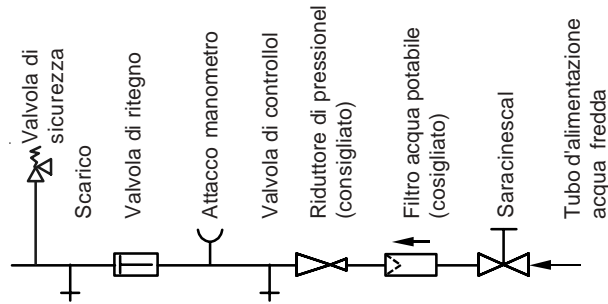 Valvola di
sicurezza
Scarico
Valvola di ritegno
Attacco manometro
Valvola di controllol
Riduttore di pressionel
(consigliato)
Filtro acqua potabile
(cosigliato)
Saracinescal
Tubo d'alimentazione
acqua fredda